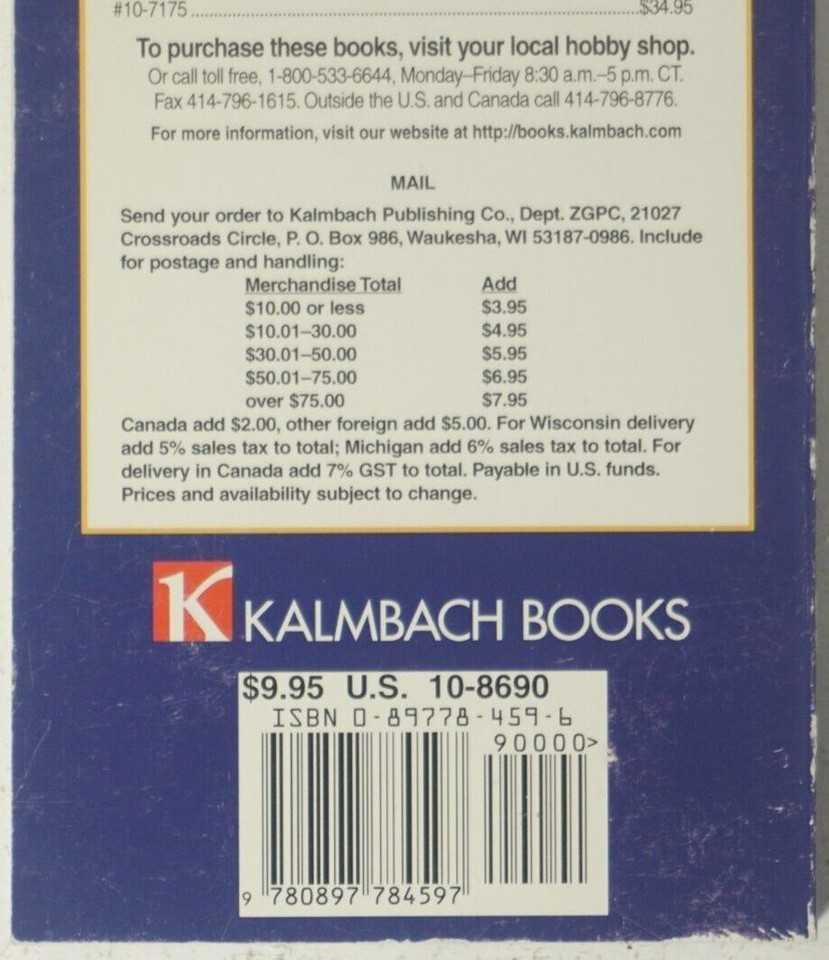 #10-7175 ........................................................................$34.95
To purchase these books, visit your local hobby shop.
Or call toll free, 1-800-533-6644, Monday–Friday 8:30 a.m.–5 p.m. CT.
Fax 414-796-1615. Outside the U.S. and Canada call 414-796-8776.
For more information, visit our website at http://books.kalmbach.com
MAIL
Send your order to Kalmbach Publishing Co., Dept. ZGPC, 21027
Crossroads Circle, P. O. Box 986, Waukesha, WI 53187-0986. Include
for postage and handling:
Merchandise Total Add
$10.00 or less $3.95
$10.01–30.00 $4.95
$30.01–50.00 $5.95
$50.01–75.00 $6.95
over $75.00 $7.95
Canada add $2.00, other foreign add $5.00. For Wisconsin delivery
add 5% sales tax to total; Michigan add 6% sales tax to total. For
delivery in Canada add 7% GST to total. Payable in U.S. funds.
Prices and availability subject to change.
K KALMBACH BOOKS
$9.95 U.S. 10-8690
ISBN 0-89778-459-6
90000>
9 780897 784597